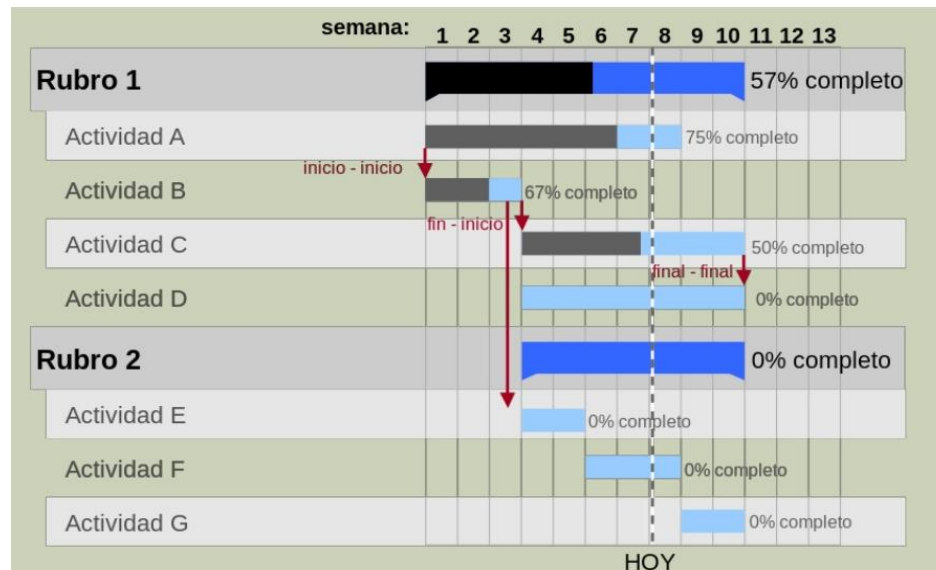 semana: 1 2 3 4 5 6 7 8 9 10 11 12 13
Rubro 1 57% completo
Actividad A 75% completo
inicio - inicio
Actividad B 67% completo
fin - inicio
Actividad C 50% completo
final - final
Actividad D 0% completo
Rubro 2 0% completo
Actividad E 0% completo
Actividad F 0% completo
Actividad G 0% completo
HOY